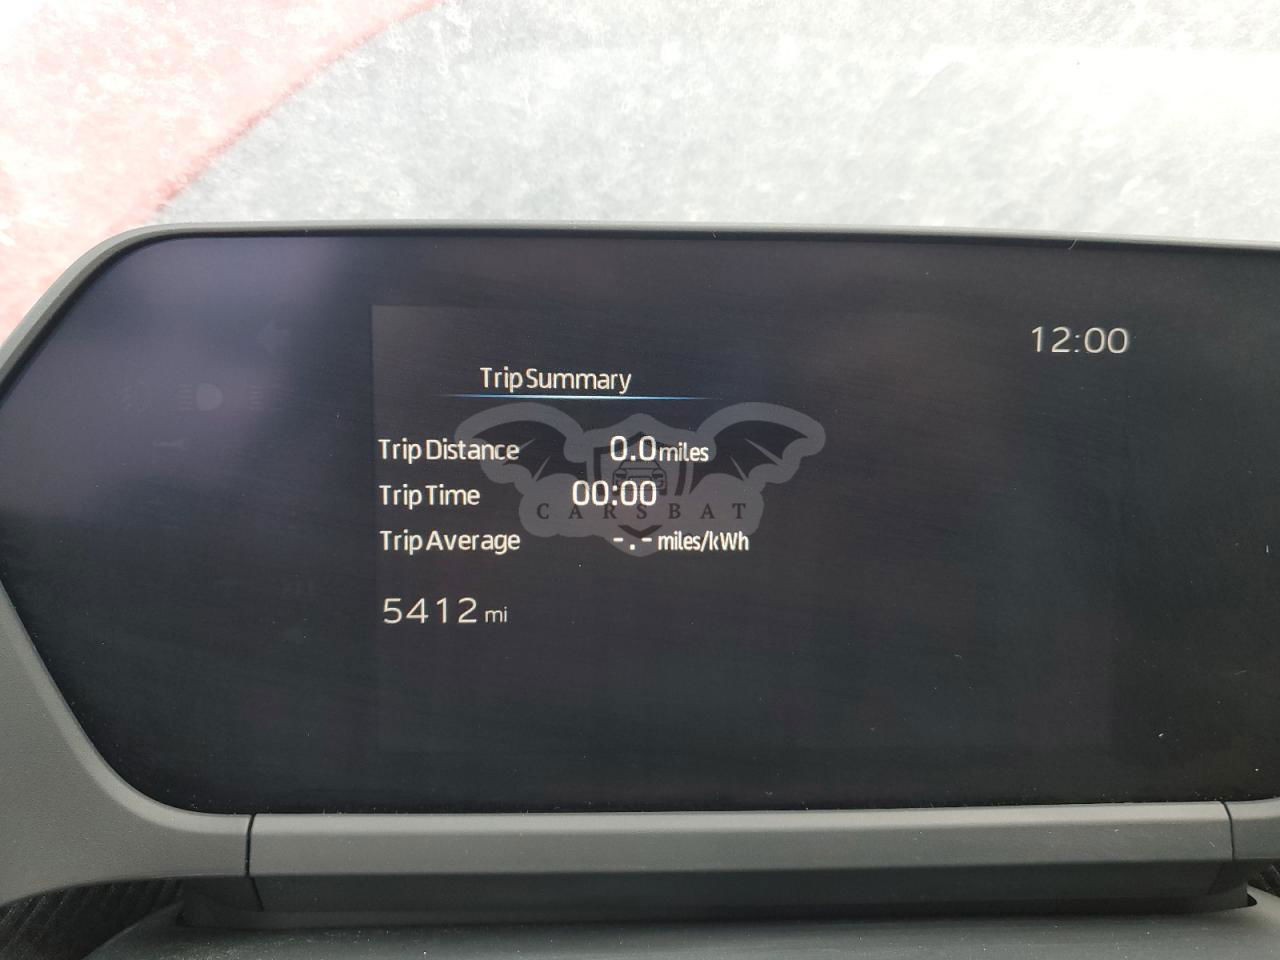 12:00
Trip Summary
Trip Distance 0.0 miles
Trip Time 00:00
CARSBAT
Trip Average -.- miles/kWh
5412 mi